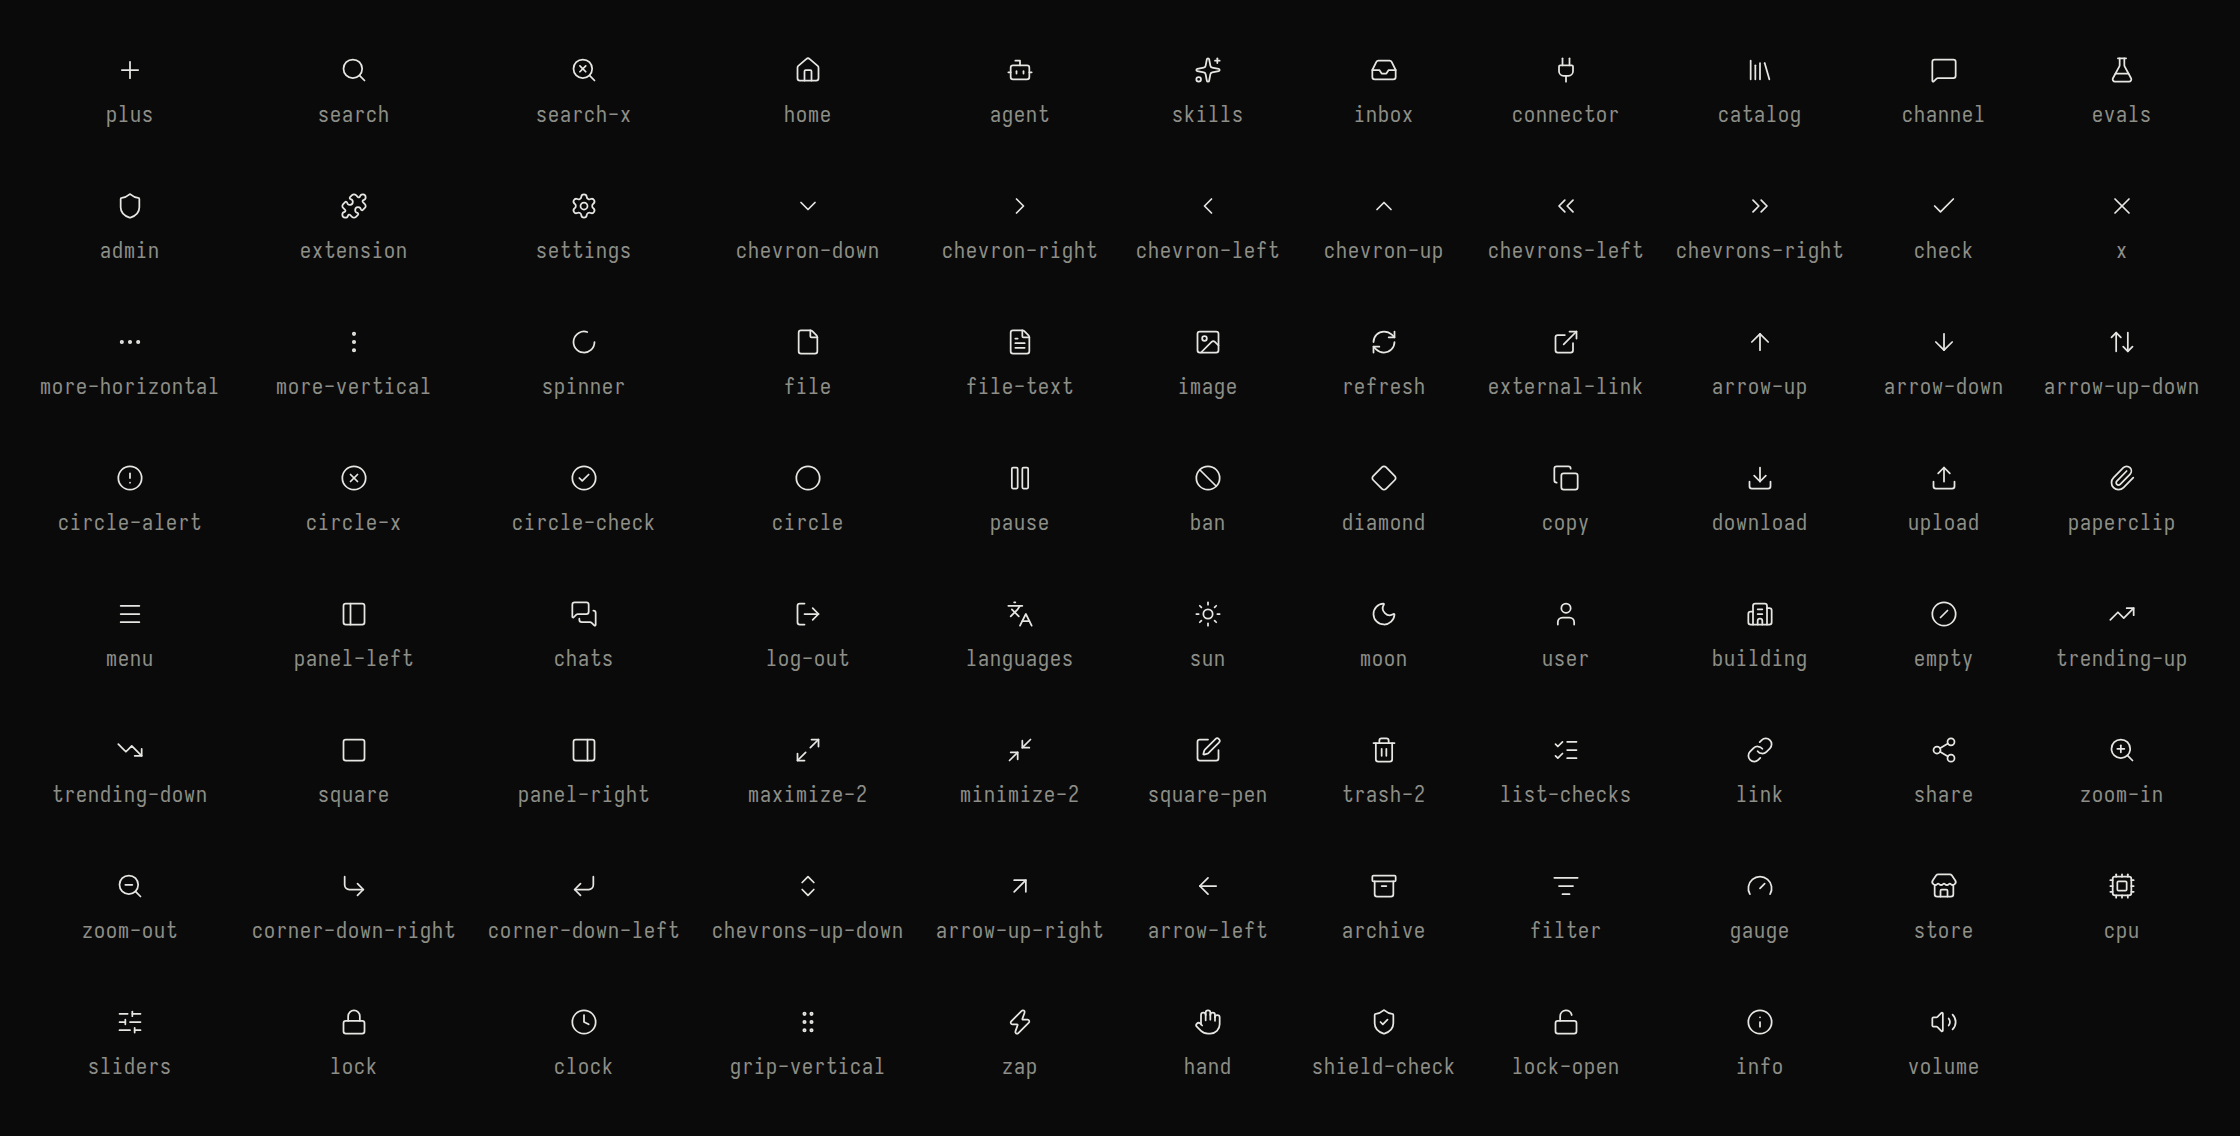 plus search search-x home agent skills inbox connector catalog channel evals
admin extension settings chevron-down chevron-right chevron-left chevron-up chevrons-left chevrons-right check x
more-horizontal more-vertical spinner file file-text image refresh external-link arrow-up arrow-down arrow-up-down
circle-alert circle-x circle-check circle pause ban diamond copy download upload paperclip
menu panel-left chats log-out languages sun moon user building empty trending-up
trending-down square panel-right maximize-2 minimize-2 square-pen trash-2 list-checks link share zoom-in
zoom-out corner-down-right corner-down-left chevrons-up-down arrow-up-right arrow-left archive filter gauge store cpu
sliders lock clock grip-vertical zap hand shield-check lock-open info volume